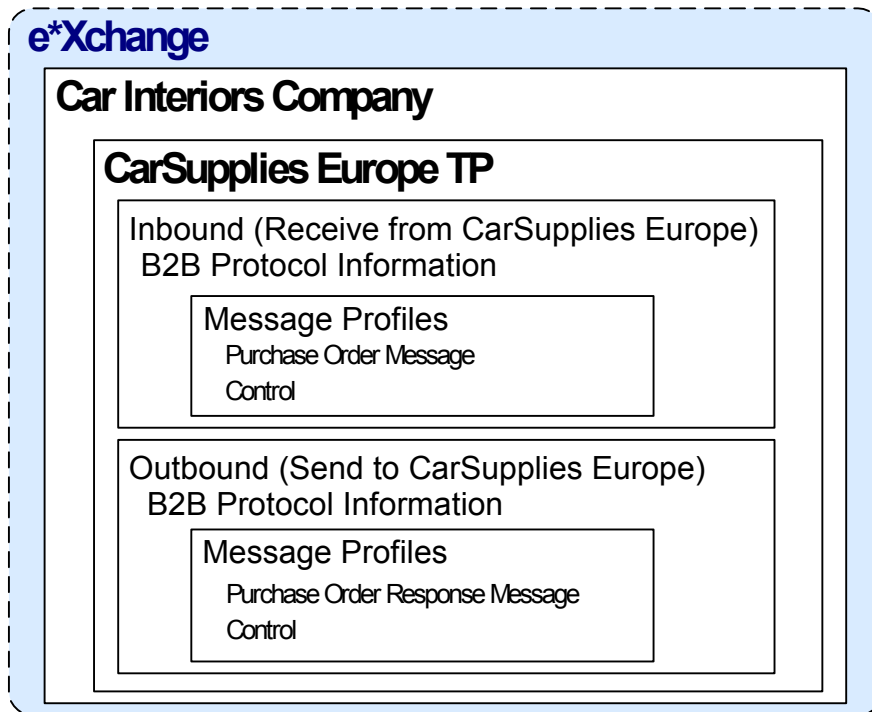 e*Xchange
Car Interiors Company
CarSupplies Europe TP
Inbound (Receive from CarSupplies Europe)
B2B Protocol Information
Message Profiles
Purchase Order Message
Control
Outbound (Send to CarSupplies Europe)
B2B Protocol Information
Message Profiles
Purchase Order Response Message
Control